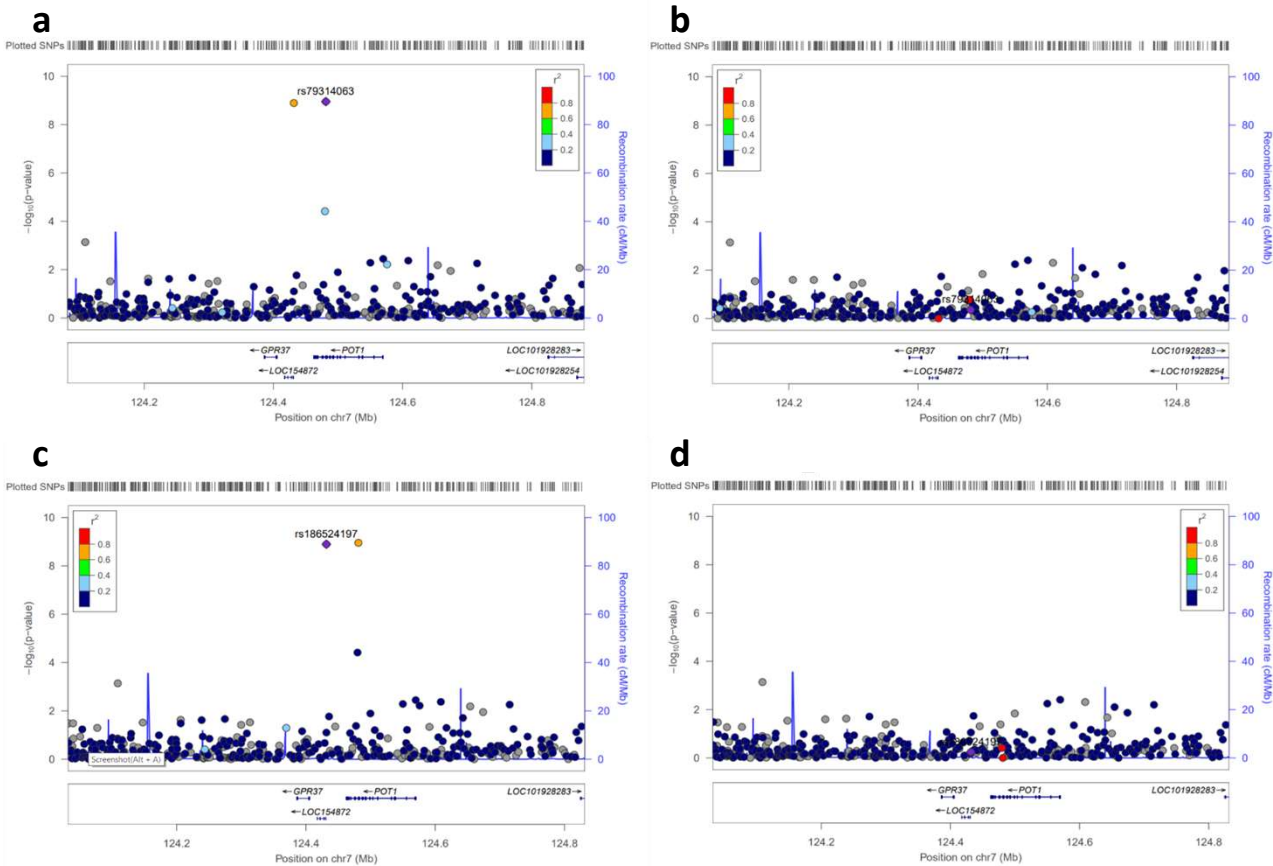 a
Plotted SNPs
10
8
6
4
2
0
−log10(p−value)
100
80
60
40
20
0
Recombination rate (cM/Mb)
r2
0.8
0.6
0.4
0.2
rs79314063
←GPR37
←POT1
LOC101928283→
←LOC154872
←LOC101928254
124.2 124.4 124.6 124.8
Position on chr7 (Mb)
b
Plotted SNPs
10
8
6
4
2
0
−log10(p−value)
100
80
60
40
20
0
Recombination rate (cM/Mb)
r2
0.8
0.6
0.4
0.2
rs79314063
←GPR37
←POT1
LOC101928283→
←LOC154872
←LOC101928254
124.2 124.4 124.6 124.8
Position on chr7 (Mb)
c
Plotted SNPs
10
8
6
4
2
0
−log10(p−value)
100
80
60
40
20
0
Recombination rate (cM/Mb)
r2
0.8
0.6
0.4
0.2
rs186524197
Screenshot(Alt + A)
←GPR37
←POT1
LOC101928283→
←LOC154872
124.2 124.4 124.6 124.8
Position on chr7 (Mb)
d
Plotted SNPs
10
8
6
4
2
0
−log10(p−value)
100
80
60
40
20
0
Recombination rate (cM/Mb)
r2
0.8
0.6
0.4
0.2
←GPR37
←POT1
LOC101928283→
←LOC154872
124.2 124.4 124.6 124.8
Position on chr7 (Mb)